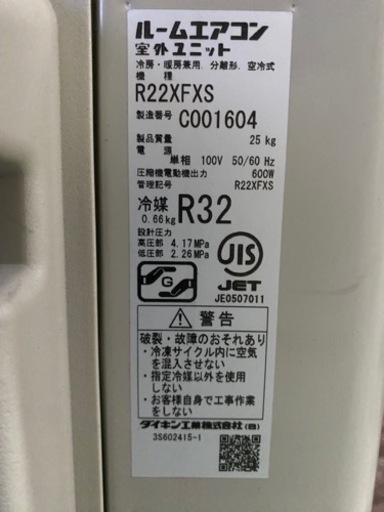 ルームエアコン
室外ユニット
冷房・暖房兼用、分離形、空冷式
機種
R22XFXS
製造番号 C001604
製品質量 25 kg
電源
単相 100V 50/60 Hz
圧縮機電動機出力 600W
管理記号 R22XFXS
冷媒 R32
0.66kg
設計圧力
高圧部 4.17MPa
低圧部 2.26MPa
JIS
G
JET
JE0507011
警告
破裂・故障のおそれあり
・冷凍サイクル内に空気
を混入させない
・指定冷媒以外を使用
しない
・お客様自身で工事作業
をしない
ダイキン工業株式会社(自)
3S602415-1